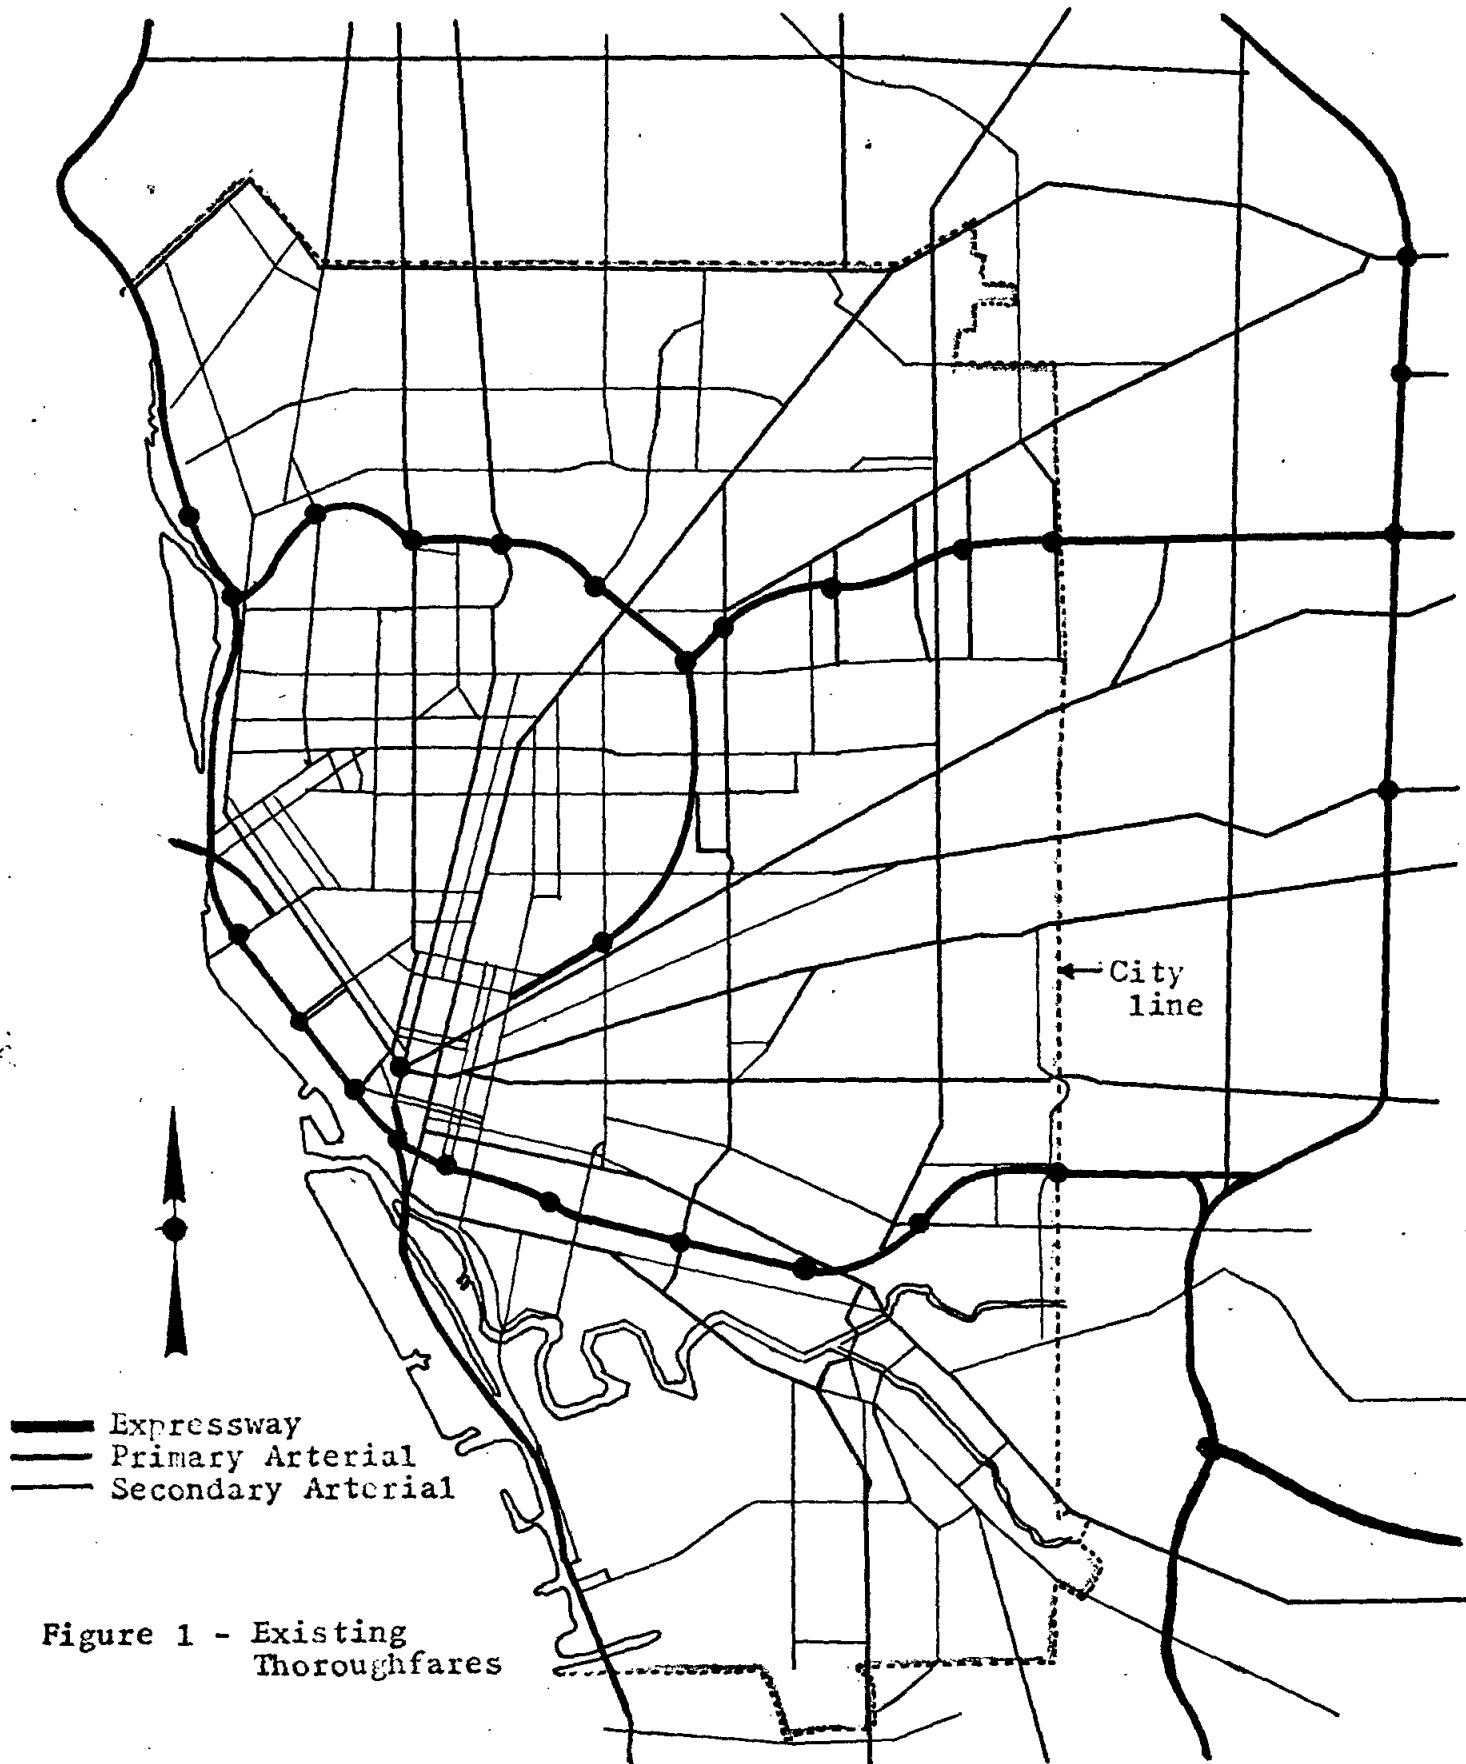 City
line
Expressway
Primary Arterial
Secondary Arterial
Figure 1 - Existing
Thoroughfares